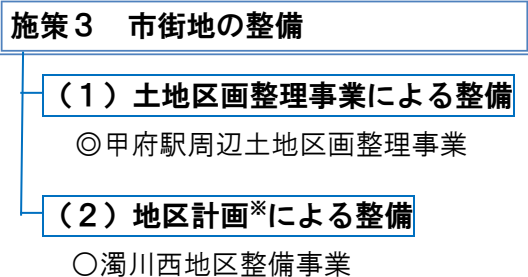 施策３　市街地の整備
（１）土地区画整理事業による整備
◎甲府駅周辺土地区画整理事業
（２）地区計画※による整備
○濁川西地区整備事業